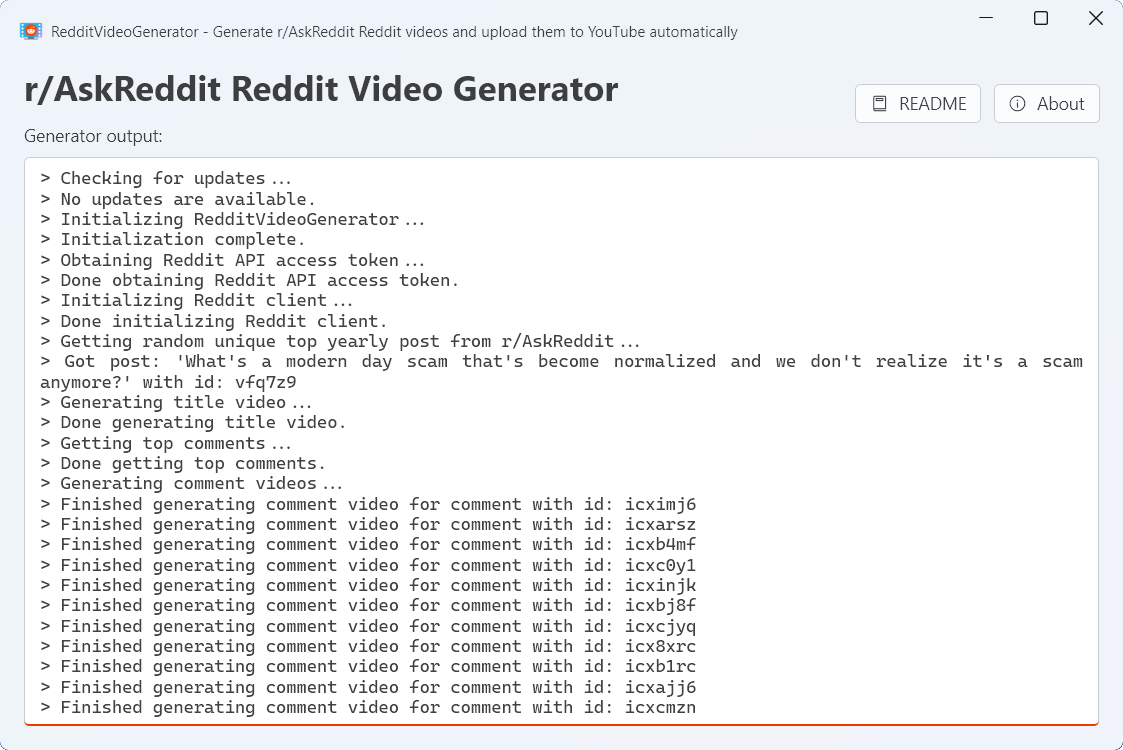 RedditVideoGenerator - Generate r/AskReddit Reddit videos and upload them to YouTube automatically
r/AskReddit Reddit Video Generator
README
About
Generator output:
> Checking for updates...
> No updates are available.
> Initializing RedditVideoGenerator...
> Initialization complete.
> Obtaining Reddit API access token...
> Done obtaining Reddit API access token.
> Initializing Reddit client...
> Done initializing Reddit client.
> Getting random unique top yearly post from r/AskReddit...
> Got post: 'What's a modern day scam that's become normalized and we don't realize it's a scam
anymore?' with id: vfq7z9
> Generating title video...
> Done generating title video.
> Getting top comments...
> Done getting top comments.
> Generating comment videos...
> Finished generating comment video for comment with id: icximj6
> Finished generating comment video for comment with id: icxarsz
> Finished generating comment video for comment with id: icxb4mf
> Finished generating comment video for comment with id: icxc0y1
> Finished generating comment video for comment with id: icxinjk
> Finished generating comment video for comment with id: icxbj8f
> Finished generating comment video for comment with id: icxcjyq
> Finished generating comment video for comment with id: icx8xrc
> Finished generating comment video for comment with id: icxb1rc
> Finished generating comment video for comment with id: icxajj6
> Finished generating comment video for comment with id: icxcmzn